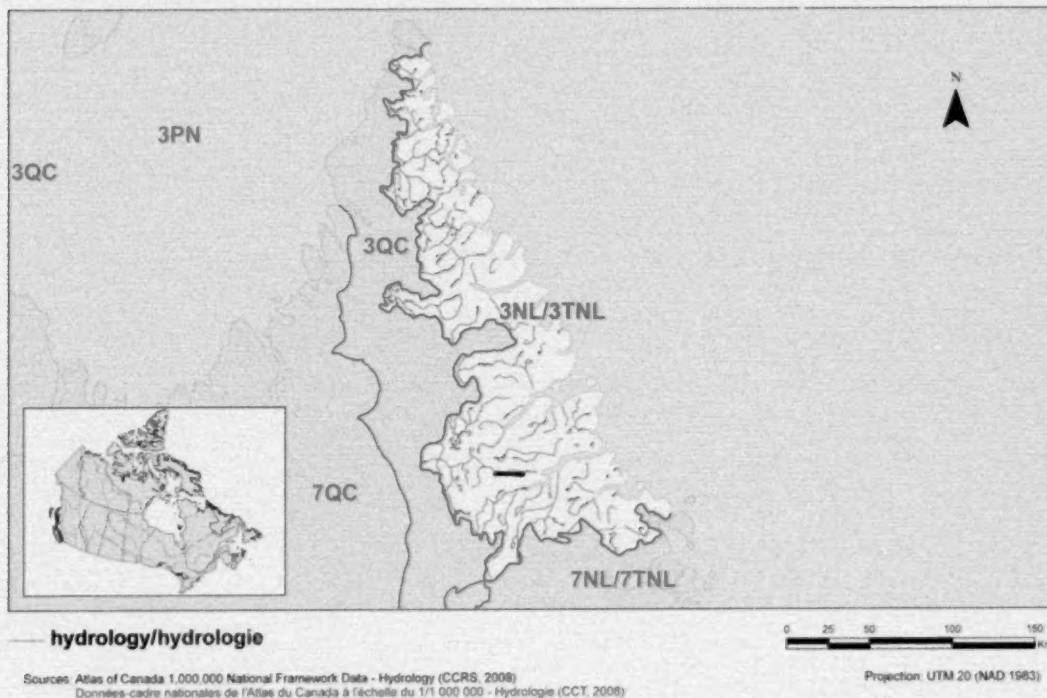 N
3PN
3QC
3QC
3NL/3TNL
7QC
7NL/7TNL
hydrology/hydrologie
0 25 50 100 150
Km
Sources: Atlas of Canada 1,000,000 National Framework Data - Hydrology (CCRS, 2008)
Données-cadre nationales de l'Atlas du Canada à l'échelle du 1/1 000 000 - Hydrologie (CCT, 2008)
Projection: UTM 20 (NAD 1983)